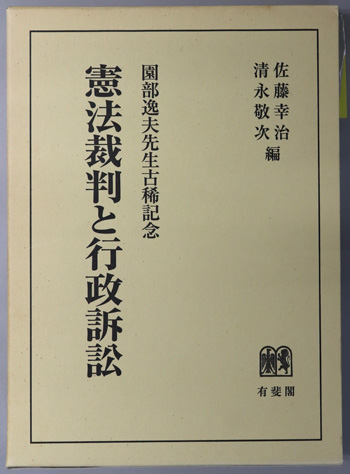 佐藤幸治
清永敬次 編
園部逸夫先生古稀記念
憲法裁判と行政訴訟
有斐閣